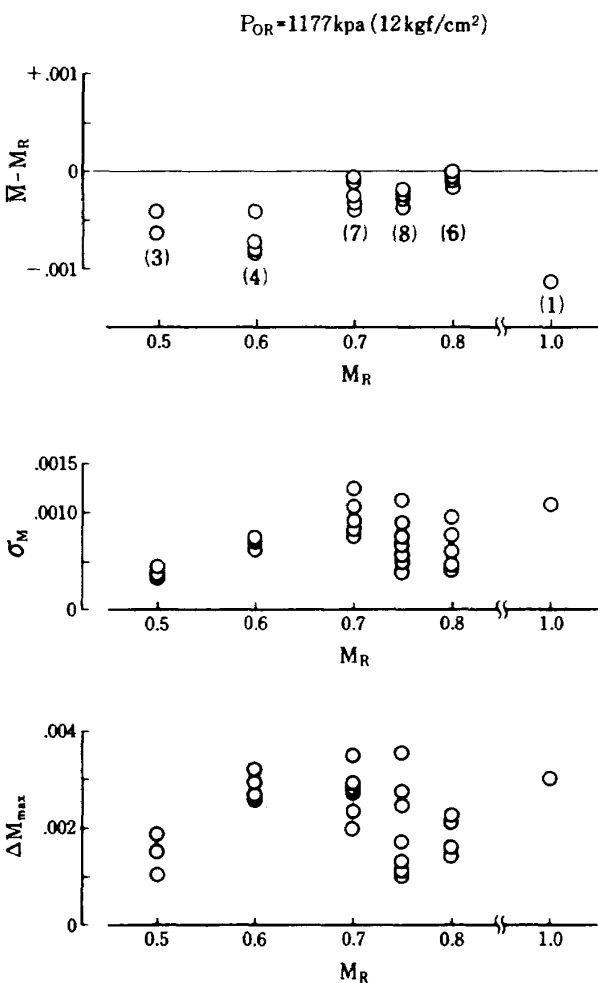 P_OR=1177kpa (12kgf/cm²)
+.001
0
-.001
M̅-M_R
(3)
(4)
(7)
(8)
(6)
(1)
0.5 0.6 0.7 0.8 1.0
M_R
.0015
.0010
0
σ_M
0.5 0.6 0.7 0.8 1.0
M_R
.004
.002
0
ΔM_max
0.5 0.6 0.7 0.8 1.0
M_R